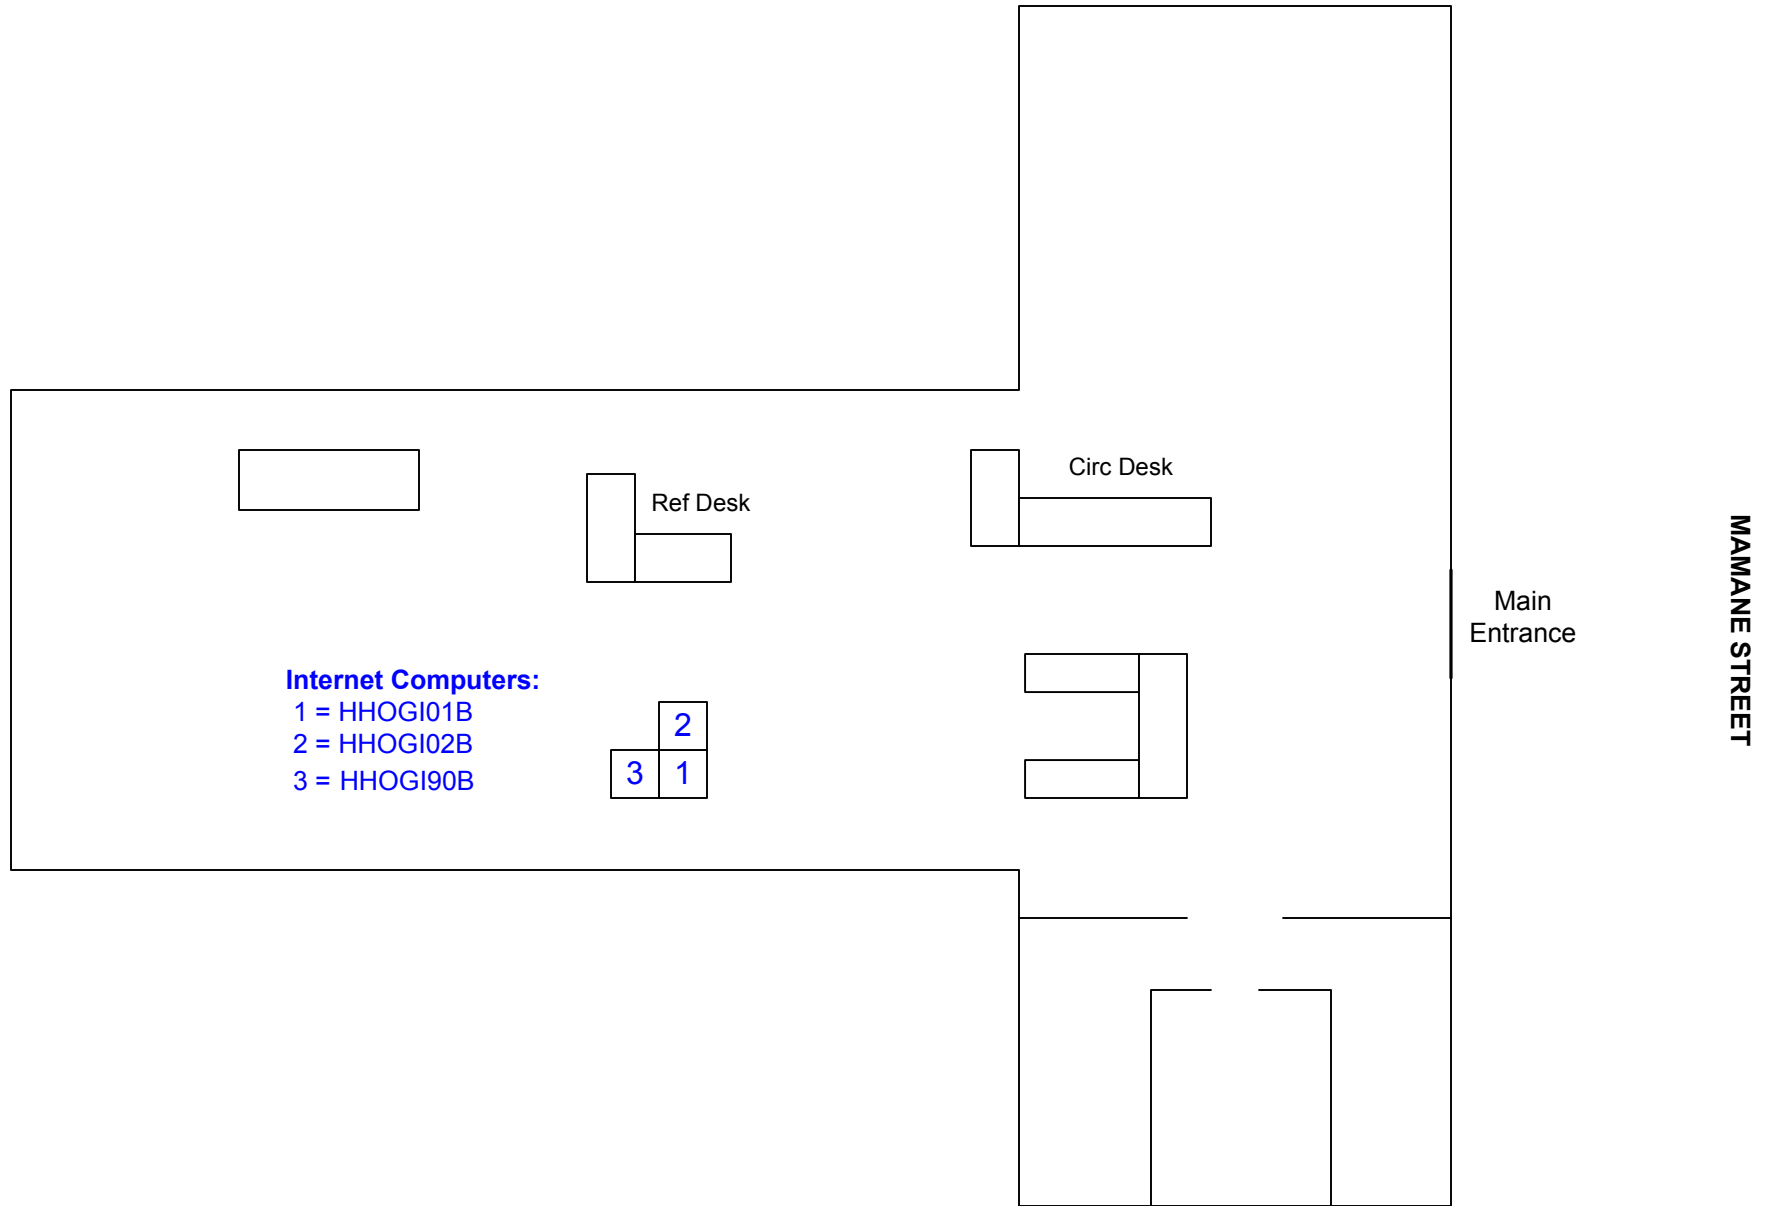 Circ Desk
Ref Desk
Main
Entrance
MAMANE STREET
Internet Computers:
1 = HHOGI01B
2 = HHOGI02B
3 = HHOGI90B
2
3 1